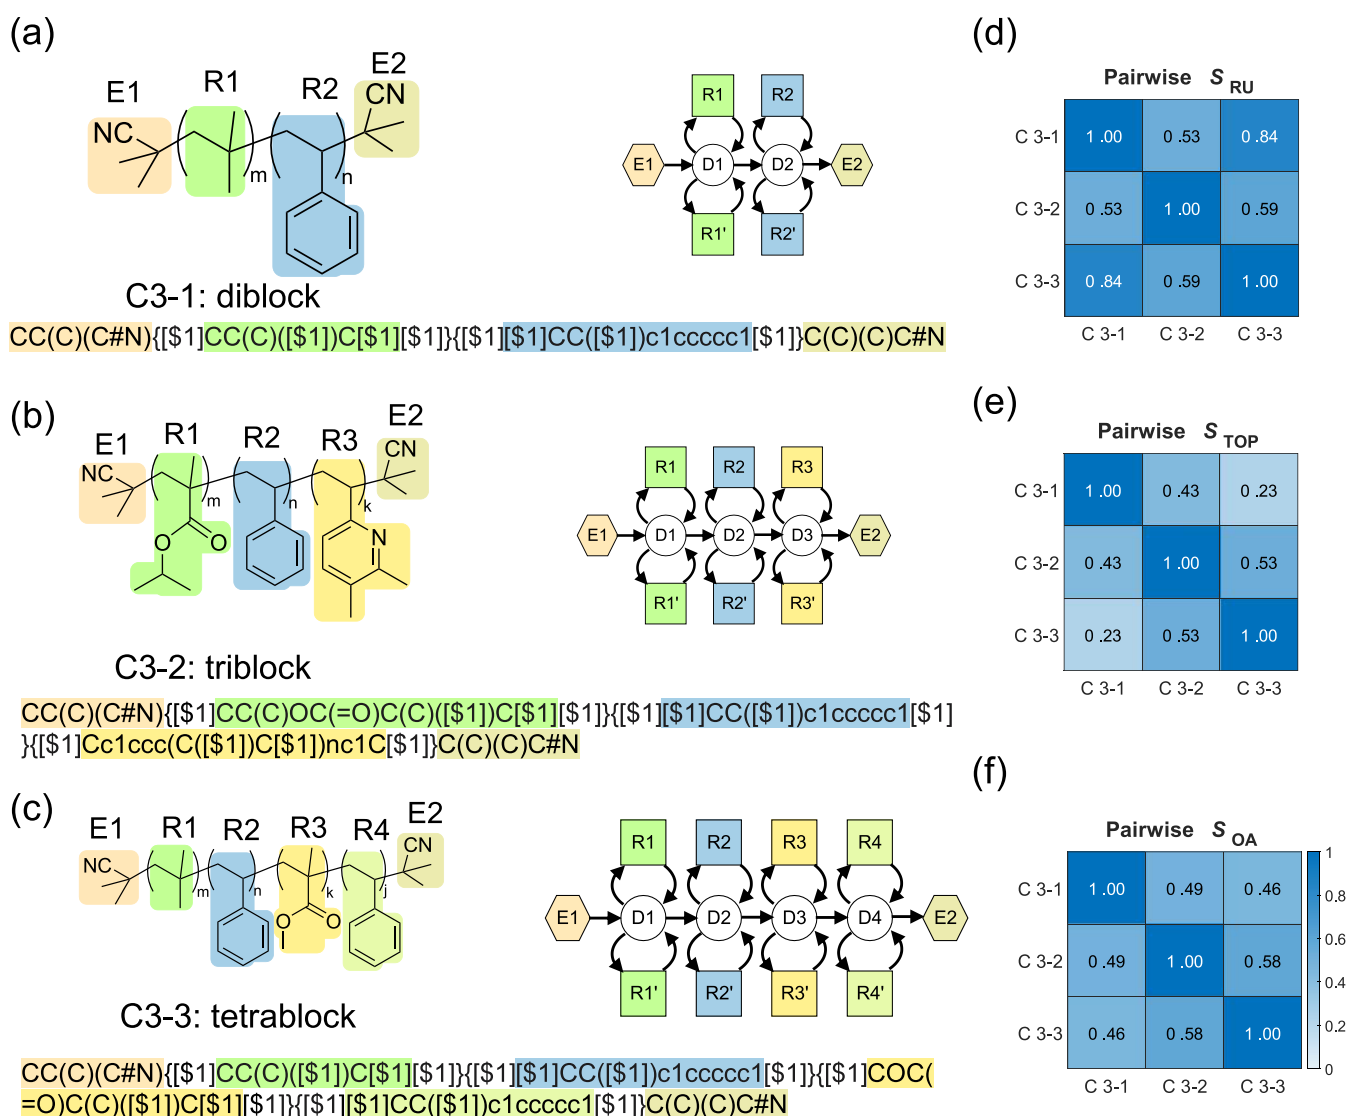 (a)
E1
R1
R2
E2
NC
CN
m
n
R1
R2
E1
D1
D2
E2
R1'
R2'
C3-1: diblock
CC(C)(C#N){[$1]CC(C)([$1])C[$1][$1]}{[$1][$1]CC([$1])c1ccccc1[$1]}C(C)(C)C#N
(b)
E1
R1
R2
R3
E2
NC
CN
m
n
k
O
O
N
R1
R2
R3
E1
D1
D2
D3
E2
R1'
R2'
R3'
C3-2: triblock
CC(C)(C#N){[$1]CC(C)OC(=O)C(C)([$1])C[$1][$1]}{[$1][$1]CC([$1])c1ccccc1[$1]
}{[$1]Cc1ccc(C([$1])C[$1])nc1C[$1]}C(C)(C)C#N
(c)
E1
R1
R2
R3
R4
E2
NC
CN
m
n
k
j
O
O
R1
R2
R3
R4
E1
D1
D2
D3
D4
E2
R1'
R2'
R3'
R4'
C3-3: tetrablock
CC(C)(C#N){[$1]CC(C)([$1])C[$1][$1]}{[$1][$1]CC([$1])c1ccccc1[$1]}{[$1]COC(
=O)C(C)([$1])C[$1][$1]}{[$1][$1]CC([$1])c1ccccc1[$1]}C(C)(C)C#N
(d)
Pairwise S RU
C 3-1 1.00 0.53 0.84
C 3-2 0.53 1.00 0.59
C 3-3 0.84 0.59 1.00
C 3-1 C 3-2 C 3-3
(e)
Pairwise S TOP
C 3-1 1.00 0.43 0.23
C 3-2 0.43 1.00 0.53
C 3-3 0.23 0.53 1.00
C 3-1 C 3-2 C 3-3
(f)
Pairwise S OA
C 3-1 1.00 0.49 0.46
C 3-2 0.49 1.00 0.58
C 3-3 0.46 0.58 1.00
C 3-1 C 3-2 C 3-3
1
0.8
0.6
0.4
0.2
0